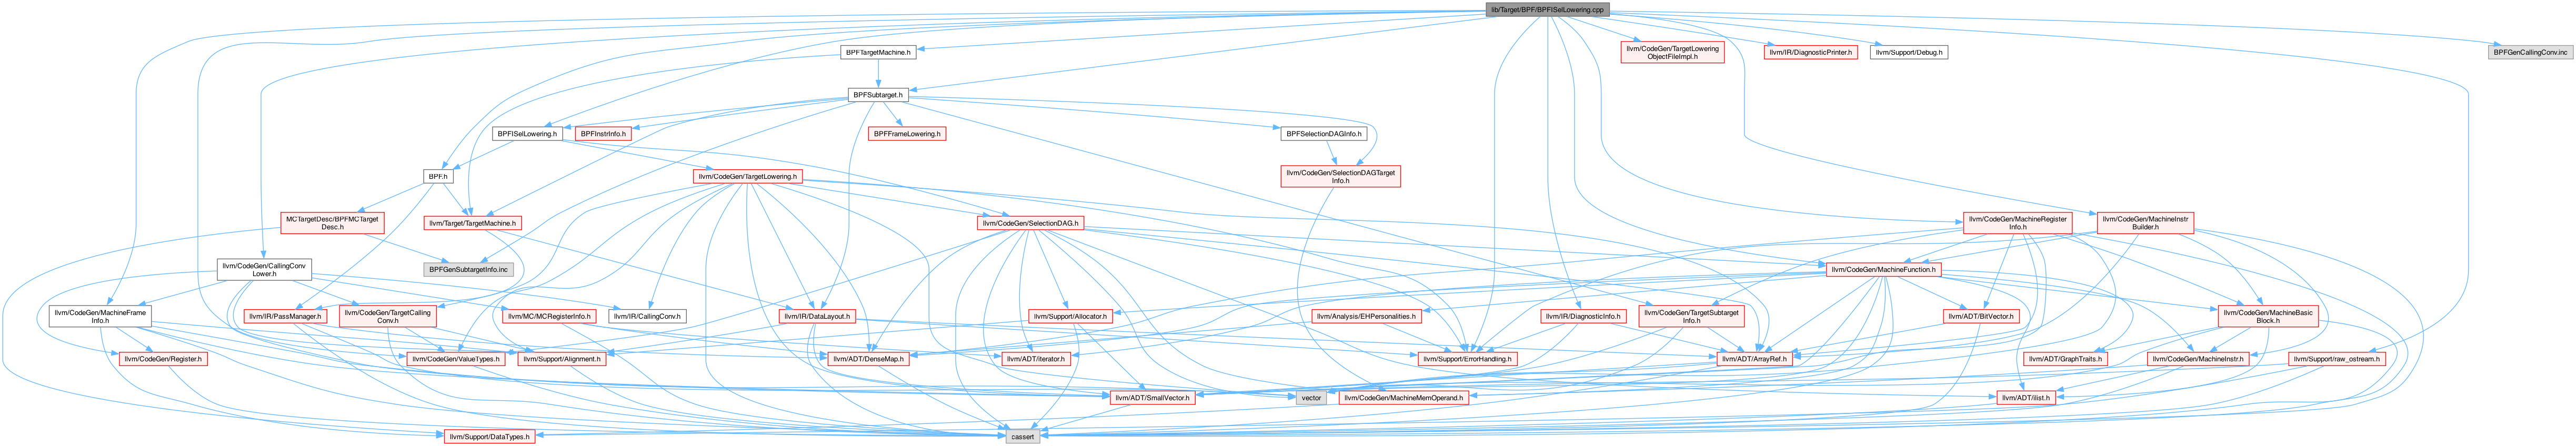 lib/Target/BPF/BPFISelLowering.cpp
BPFTargetMachine.h
llvm/CodeGen/TargetLowering
ObjectFileImpl.h
llvm/IR/DiagnosticPrinter.h
llvm/Support/Debug.h
BPFGenCallingConv.inc
BPFSubtarget.h
BPFISelLowering.h
BPFInstrInfo.h
BPFFrameLowering.h
BPFSelectionDAGInfo.h
BPF.h
llvm/CodeGen/TargetLowering.h
llvm/CodeGen/SelectionDAGTarget
Info.h
MCTargetDesc/BPFMCTarget
Desc.h
llvm/Target/TargetMachine.h
llvm/CodeGen/SelectionDAG.h
llvm/CodeGen/MachineRegister
Info.h
llvm/CodeGen/MachineInstr
Builder.h
llvm/CodeGen/CallingConv
Lower.h
BPFGenSubtargetInfo.inc
llvm/CodeGen/MachineFunction.h
llvm/CodeGen/MachineFrame
Info.h
llvm/IR/PassManager.h
llvm/CodeGen/TargetCalling
Conv.h
llvm/MC/MCRegisterInfo.h
llvm/IR/CallingConv.h
llvm/IR/DataLayout.h
llvm/Support/Allocator.h
llvm/Analysis/EHPersonalities.h
llvm/IR/DiagnosticInfo.h
llvm/CodeGen/TargetSubtarget
Info.h
llvm/ADT/BitVector.h
llvm/CodeGen/MachineBasic
Block.h
llvm/CodeGen/Register.h
llvm/CodeGen/ValueTypes.h
llvm/Support/Alignment.h
llvm/ADT/DenseMap.h
llvm/ADT/iterator.h
llvm/Support/ErrorHandling.h
llvm/ADT/ArrayRef.h
llvm/ADT/GraphTraits.h
llvm/CodeGen/MachineInstr.h
llvm/Support/raw_ostream.h
llvm/ADT/SmallVector.h
vector
llvm/CodeGen/MachineMemOperand.h
llvm/ADT/ilist.h
llvm/Support/DataTypes.h
cassert